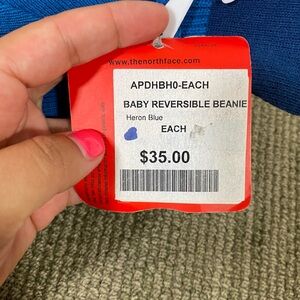 www.thenorthface.com
APDHBH0-EACH
BABY REVERSIBLE BEANIE
Heron Blue
EACH
$35.00